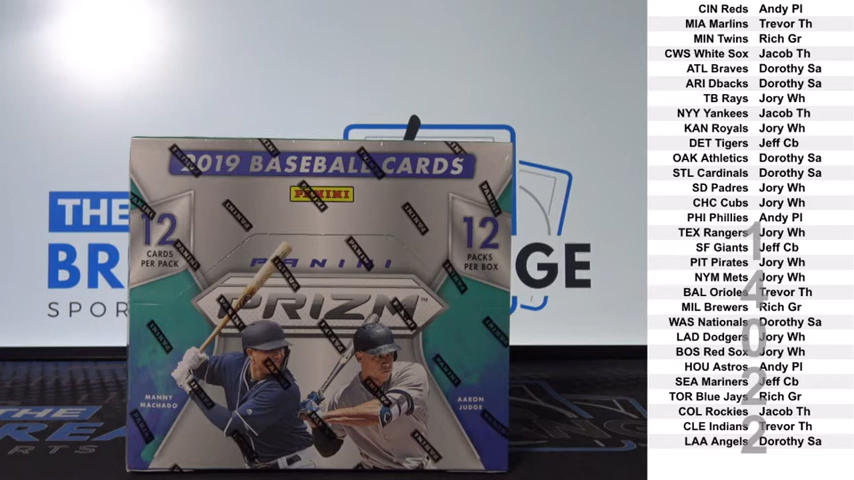 2019 BASEBALL CARDS
PANINI
12
CARDS
PER PACK
12
PACKS
PER BOX
PANINI
PRIZM
MANNY
MACHADO
AARON
JUDGE
THE
BR
GE
SPOR
THE
CIN Reds Andy Pl
MIA Marlins Trevor Th
MIN Twins Rich Gr
CWS White Sox Jacob Th
ATL Braves Dorothy Sa
ARI Dbacks Dorothy Sa
TB Rays Jory Wh
NYY Yankees Jacob Th
KAN Royals Jory Wh
DET Tigers Jeff Cb
OAK Athletics Dorothy Sa
STL Cardinals Dorothy Sa
SD Padres Jory Wh
CHC Cubs Jory Wh
PHI Phillies Andy Pl
TEX Rangers Jory Wh
SF Giants Jeff Cb
PIT Pirates Jory Wh
NYM Mets Jory Wh
BAL Orioles Trevor Th
MIL Brewers Rich Gr
WAS Nationals Dorothy Sa
LAD Dodgers Jory Wh
BOS Red Sox Jory Wh
HOU Astros Andy Pl
SEA Mariners Jeff Cb
TOR Blue Jays Rich Gr
COL Rockies Jacob Th
CLE Indians Trevor Th
LAA Angels Dorothy Sa
1
4
0
2
2